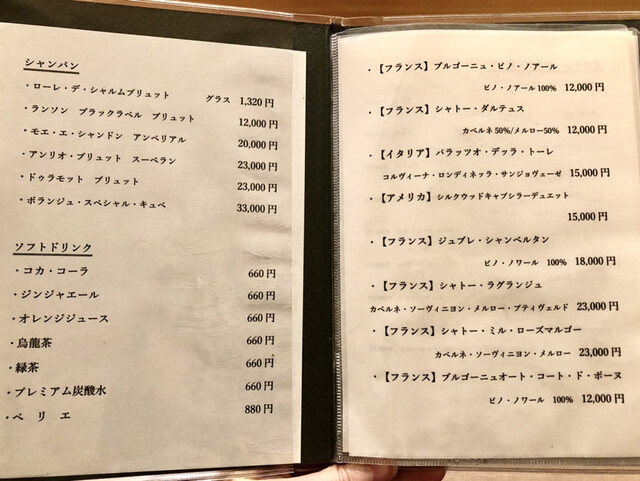 シャンパン
・ローレ・デ・シャルムブリュット グラス 1,320円
・ランソン ブラックラベル ブリュット 12,000円
・モエ・エ・シャンドン アンペリアル 20,000円
・アンリオ・ブリュット スーベラン 23,000円
・ドゥラモット ブリュット 23,000円
・ボランジュ・スペシャル・キュベ 33,000円
ソフトドリンク
・コカ・コーラ 660円
・ジンジャエール 660円
・オレンジジュース 660円
・烏龍茶 660円
・緑茶 660円
・プレミアム炭酸水 660円
・ペリエ 880円
・【フランス】ブルゴーニュ・ピノ・ノアール
ピノ・ノアール100% 12,000円
・【フランス】シャトー・ダルテュス
カベルネ50%/メルロー50% 12,000円
・【イタリア】パラッツオ・デッラ・トーレ
コルヴィーナ・ロンディネッラ・サンジョヴェーゼ 15,000円
・【アメリカ】シルクウッドキャプシラーデュエット
15,000円
・【フランス】ジュブレ・シャンベルタン
ピノ・ノワール 100% 18,000円
・【フランス】シャトー・ラグランジュ
カベルネ・ソーヴィニヨン・メルロー・プティヴェルド 23,000円
・【フランス】シャトー・ミル・ローズマルゴー
カベルネ・ソーヴィニヨン・メルロー 23,000円
・【フランス】ブルゴーニュオート・コート・ド・ボーヌ
ピノ・ノワール 100% 12,000円